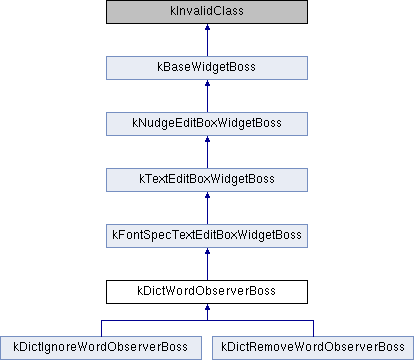 kInvalidClass
kBaseWidgetBoss
kNudgeEditBoxWidgetBoss
kTextEditBoxWidgetBoss
kFontSpecTextEditBoxWidgetBoss
kDictWordObserverBoss
kDictIgnoreWordObserverBoss
kDictRemoveWordObserverBoss